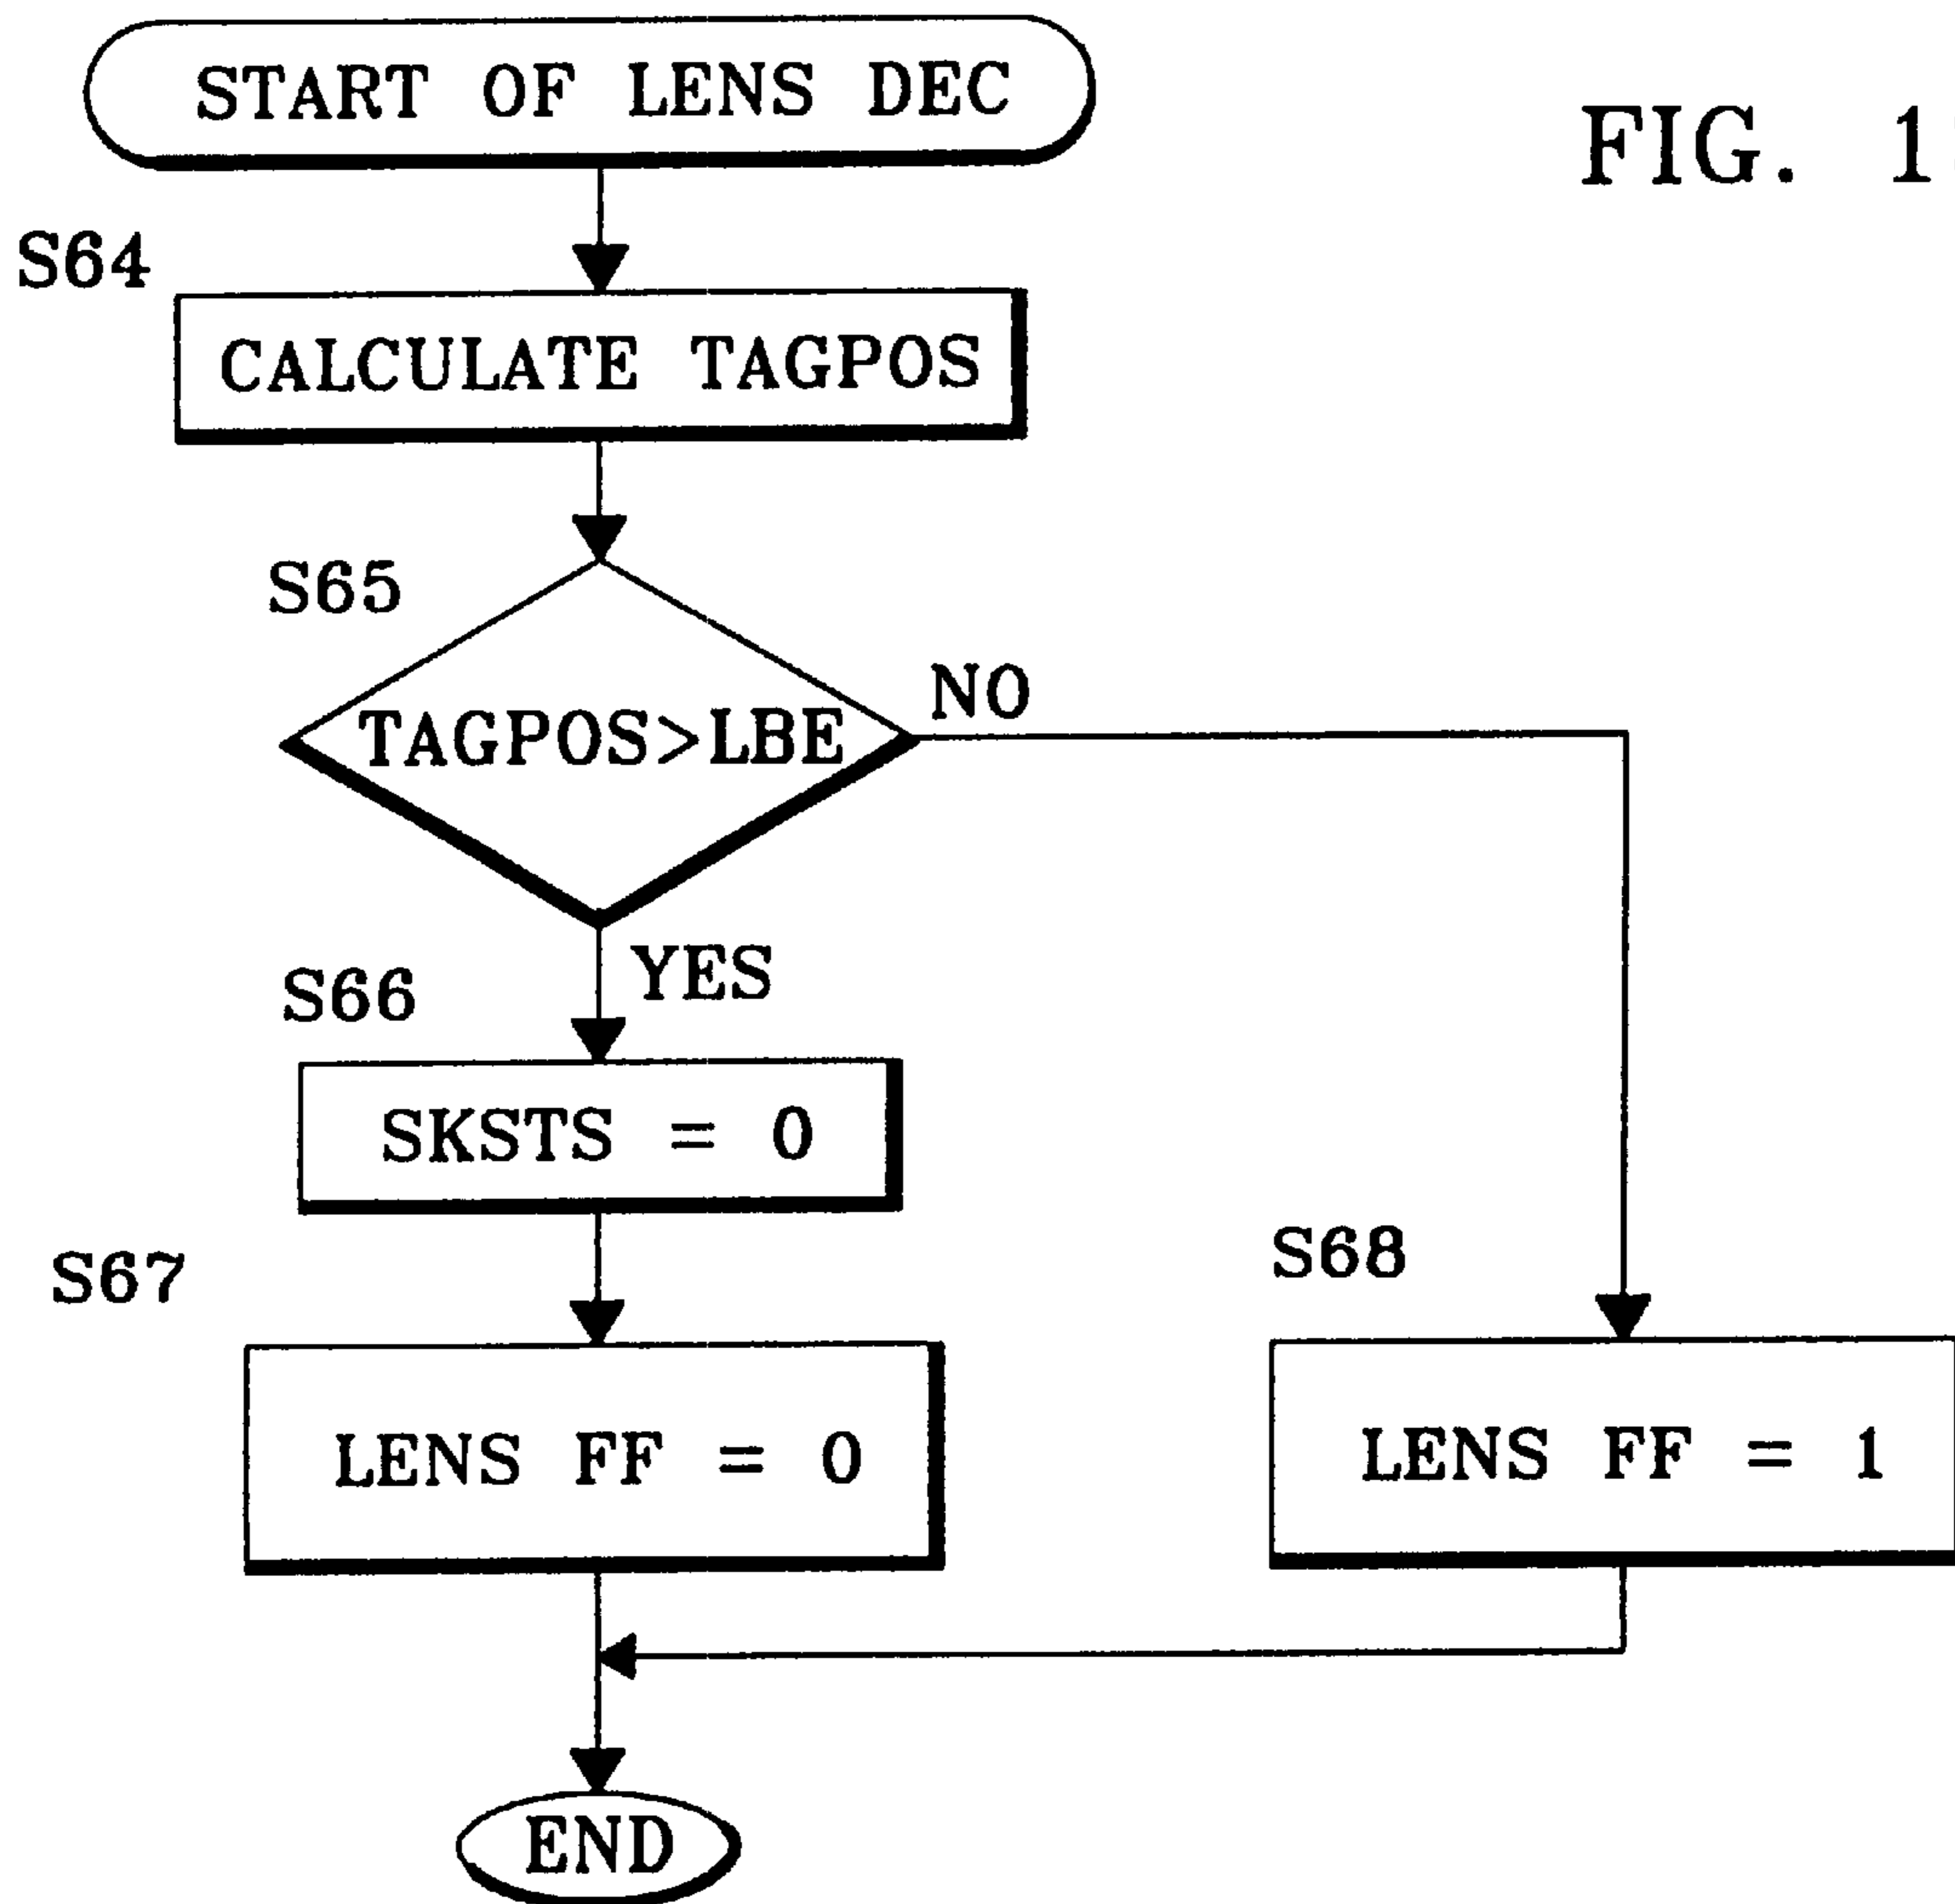 START OF LENS DEC
FIG.
S64
CALCULATE TAGPOS
S65
TAGPOS>LBE
NO
YES
S66
SKSTS = 0
S67
LENS FF = 0
S68
LENS FF = 1
END